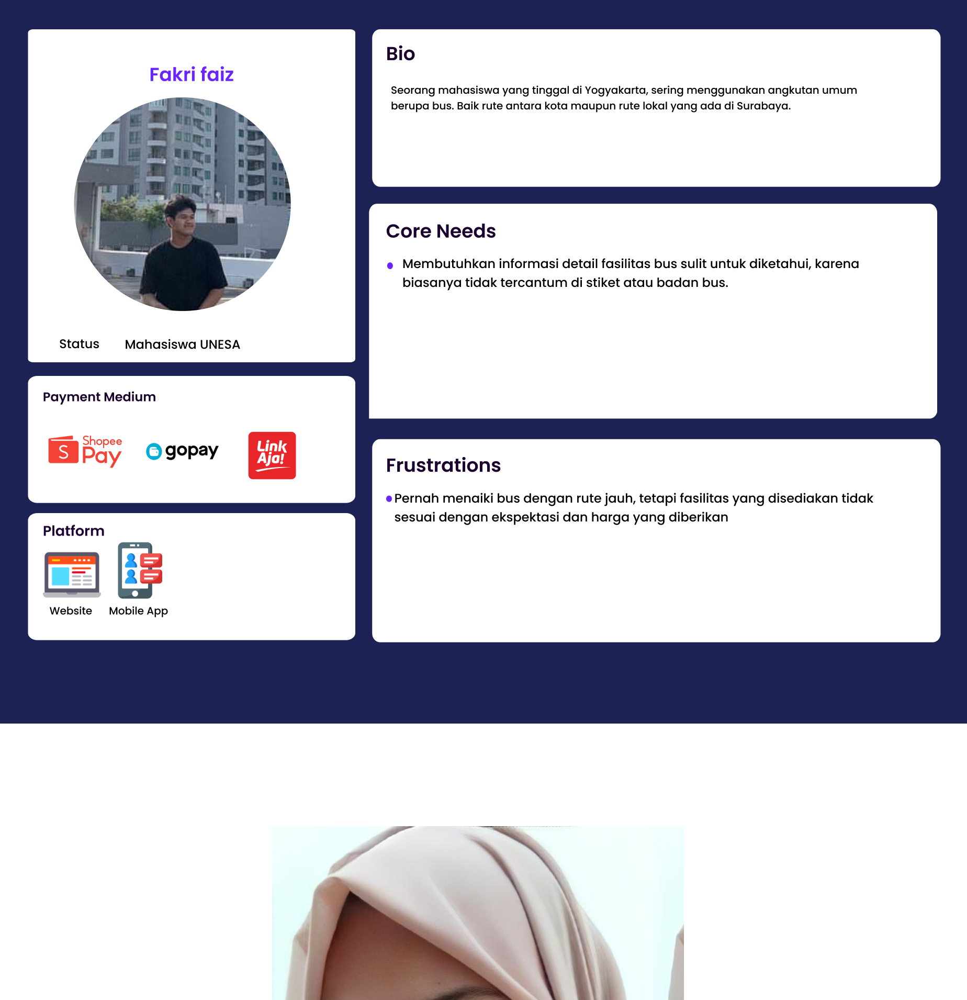 Fakri faiz
Status Mahasiswa UNESA
Payment Medium
S Shopee
Pay
gopay
Link
Aja!
Platform
Website Mobile App
Bio
Seorang mahasiswa yang tinggal di Yogyakarta, sering menggunakan angkutan umum
berupa bus. Baik rute antara kota maupun rute lokal yang ada di Surabaya.
Core Needs
Membutuhkan informasi detail fasilitas bus sulit untuk diketahui, karena
biasanya tidak tercantum di stiket atau badan bus.
Frustrations
Pernah menaiki bus dengan rute jauh, tetapi fasilitas yang disediakan tidak
sesuai dengan ekspektasi dan harga yang diberikan